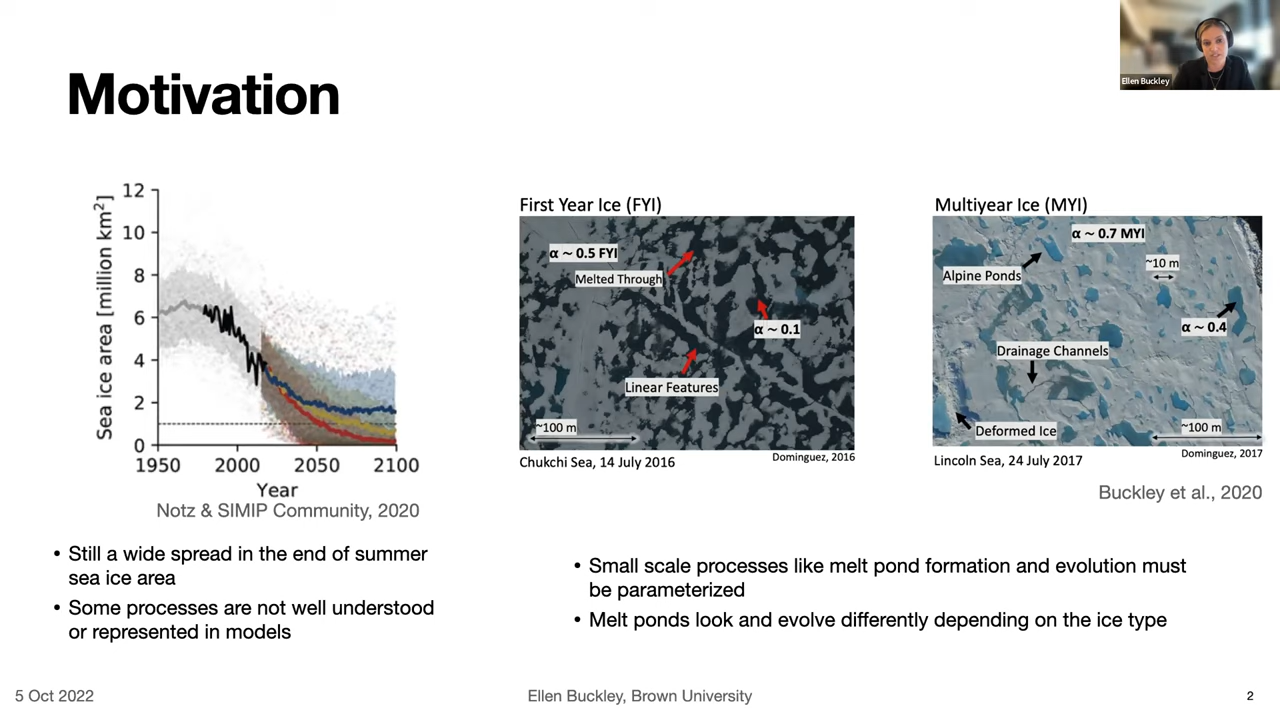 Ellen Buckley
Motivation
12
10
8
6
4
2
0
Sea ice area [million km²]
1950 2000 2050 2100
Year
Notz & SIMIP Community, 2020
First Year Ice (FYI)
α ~ 0.5 FYI
Melted Through
α ~ 0.1
Linear Features
~100 m
Chukchi Sea, 14 July 2016
Dominguez, 2016
Multiyear Ice (MYI)
α ~ 0.7 MYI
Alpine Ponds
~10 m
α ~ 0.4
Drainage Channels
Deformed Ice
~100 m
Lincoln Sea, 24 July 2017
Dominguez, 2017
Buckley et al., 2020
• Still a wide spread in the end of summer
sea ice area
• Some processes are not well understood
or represented in models
• Small scale processes like melt pond formation and evolution must
be parameterized
• Melt ponds look and evolve differently depending on the ice type
5 Oct 2022
Ellen Buckley, Brown University
2